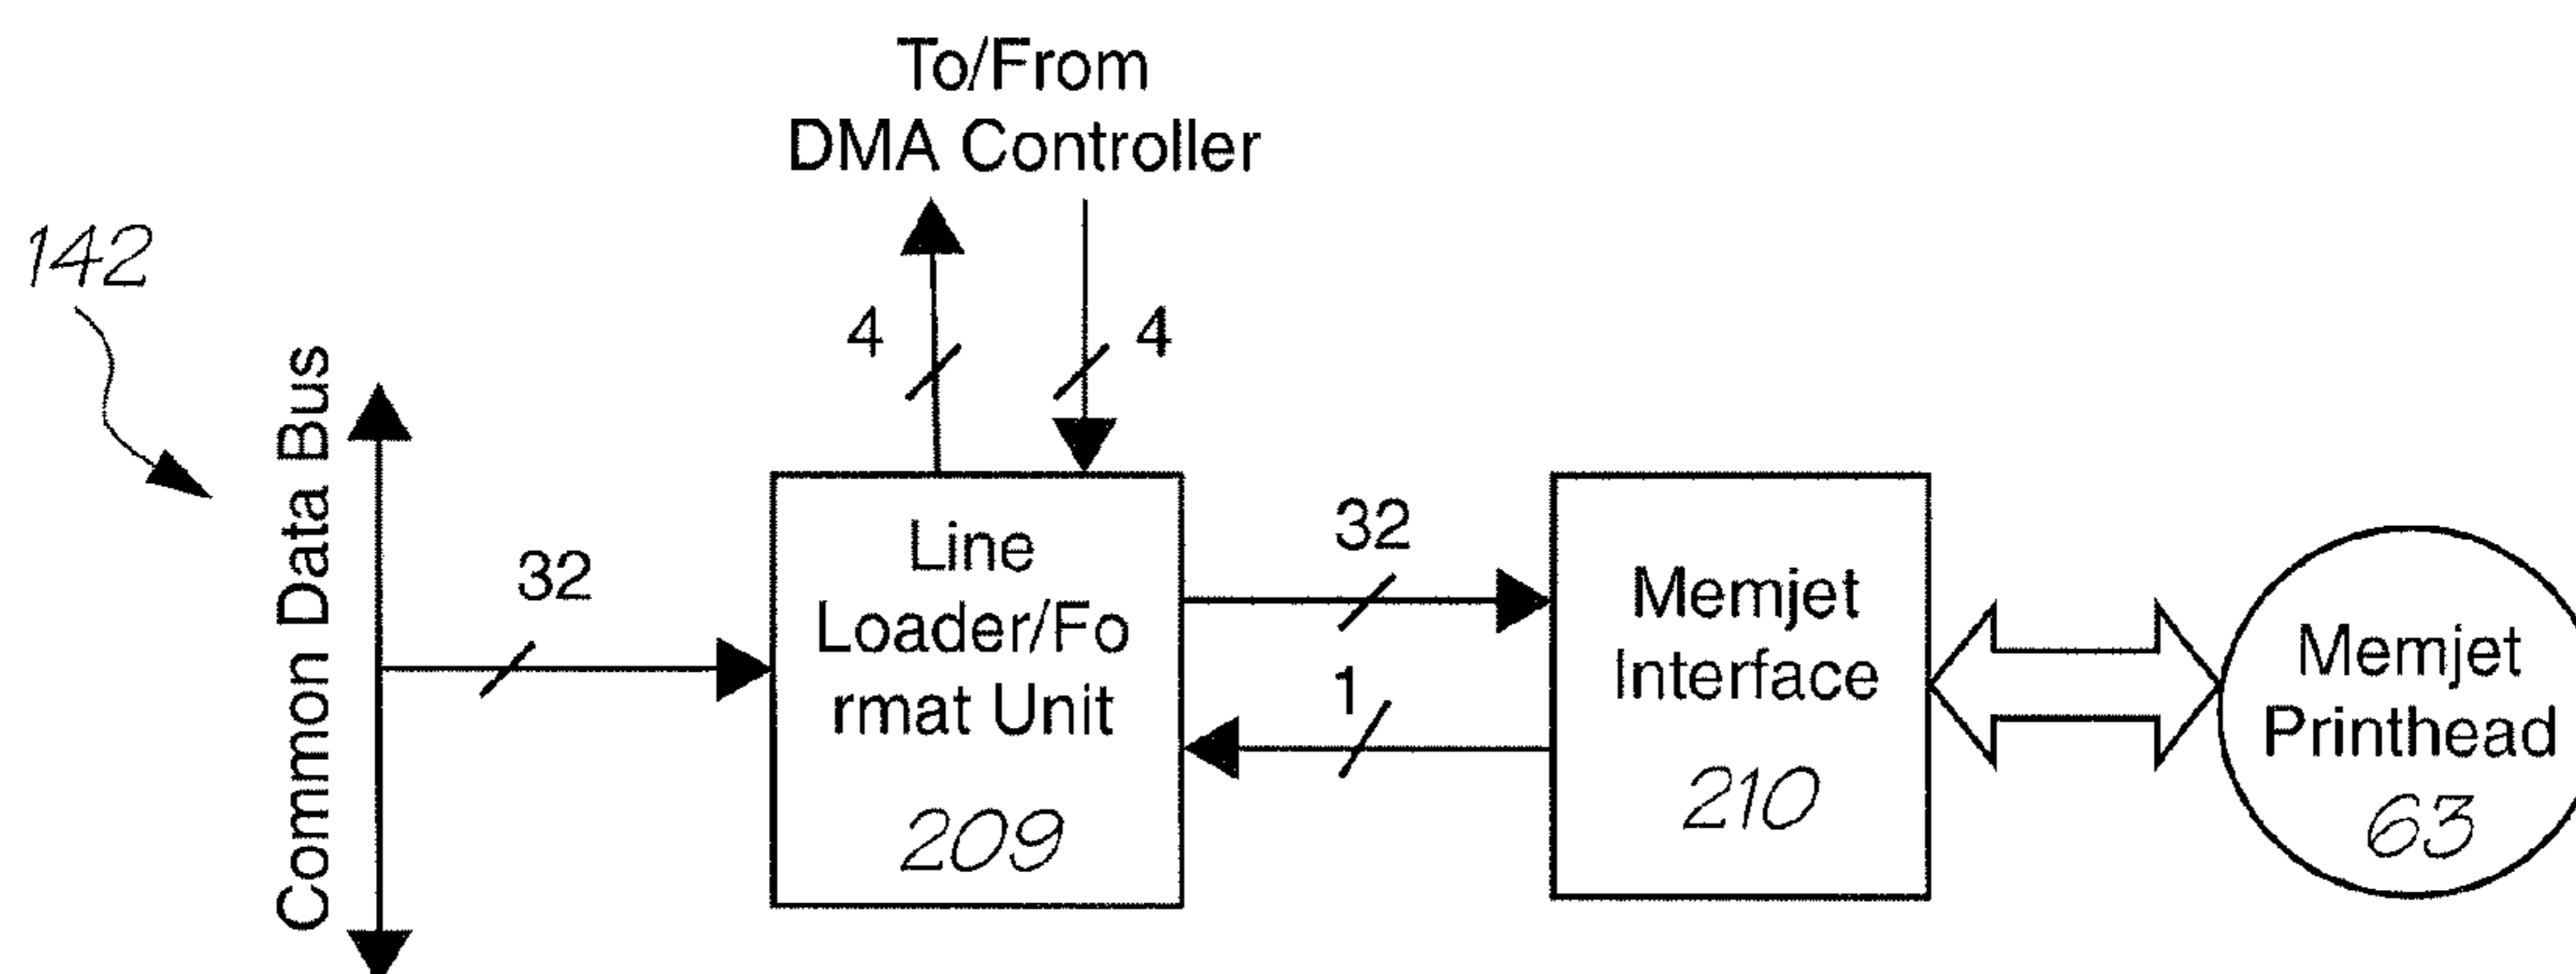 To/From
DMA Controller
142
4
4
Common Data Bus
32
Line
Loader/Fo
rmat Unit
209
32
1
Memjet
Interface
210
Memjet
Printhead
63